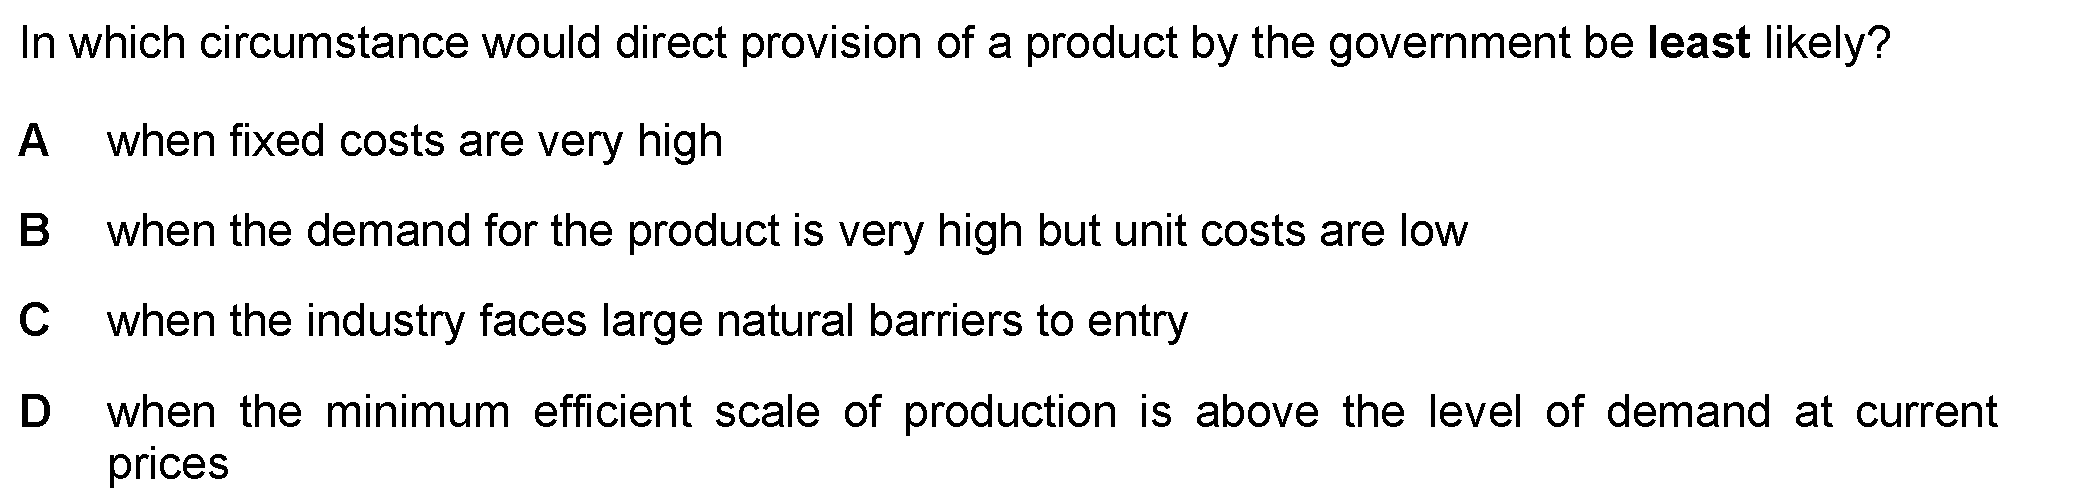 In which circumstance would direct provision of a product by the government be least likely?
A when fixed costs are very high
B when the demand for the product is very high but unit costs are low
C when the industry faces large natural barriers to entry
D when the minimum efficient scale of production is above the level of demand at current
prices